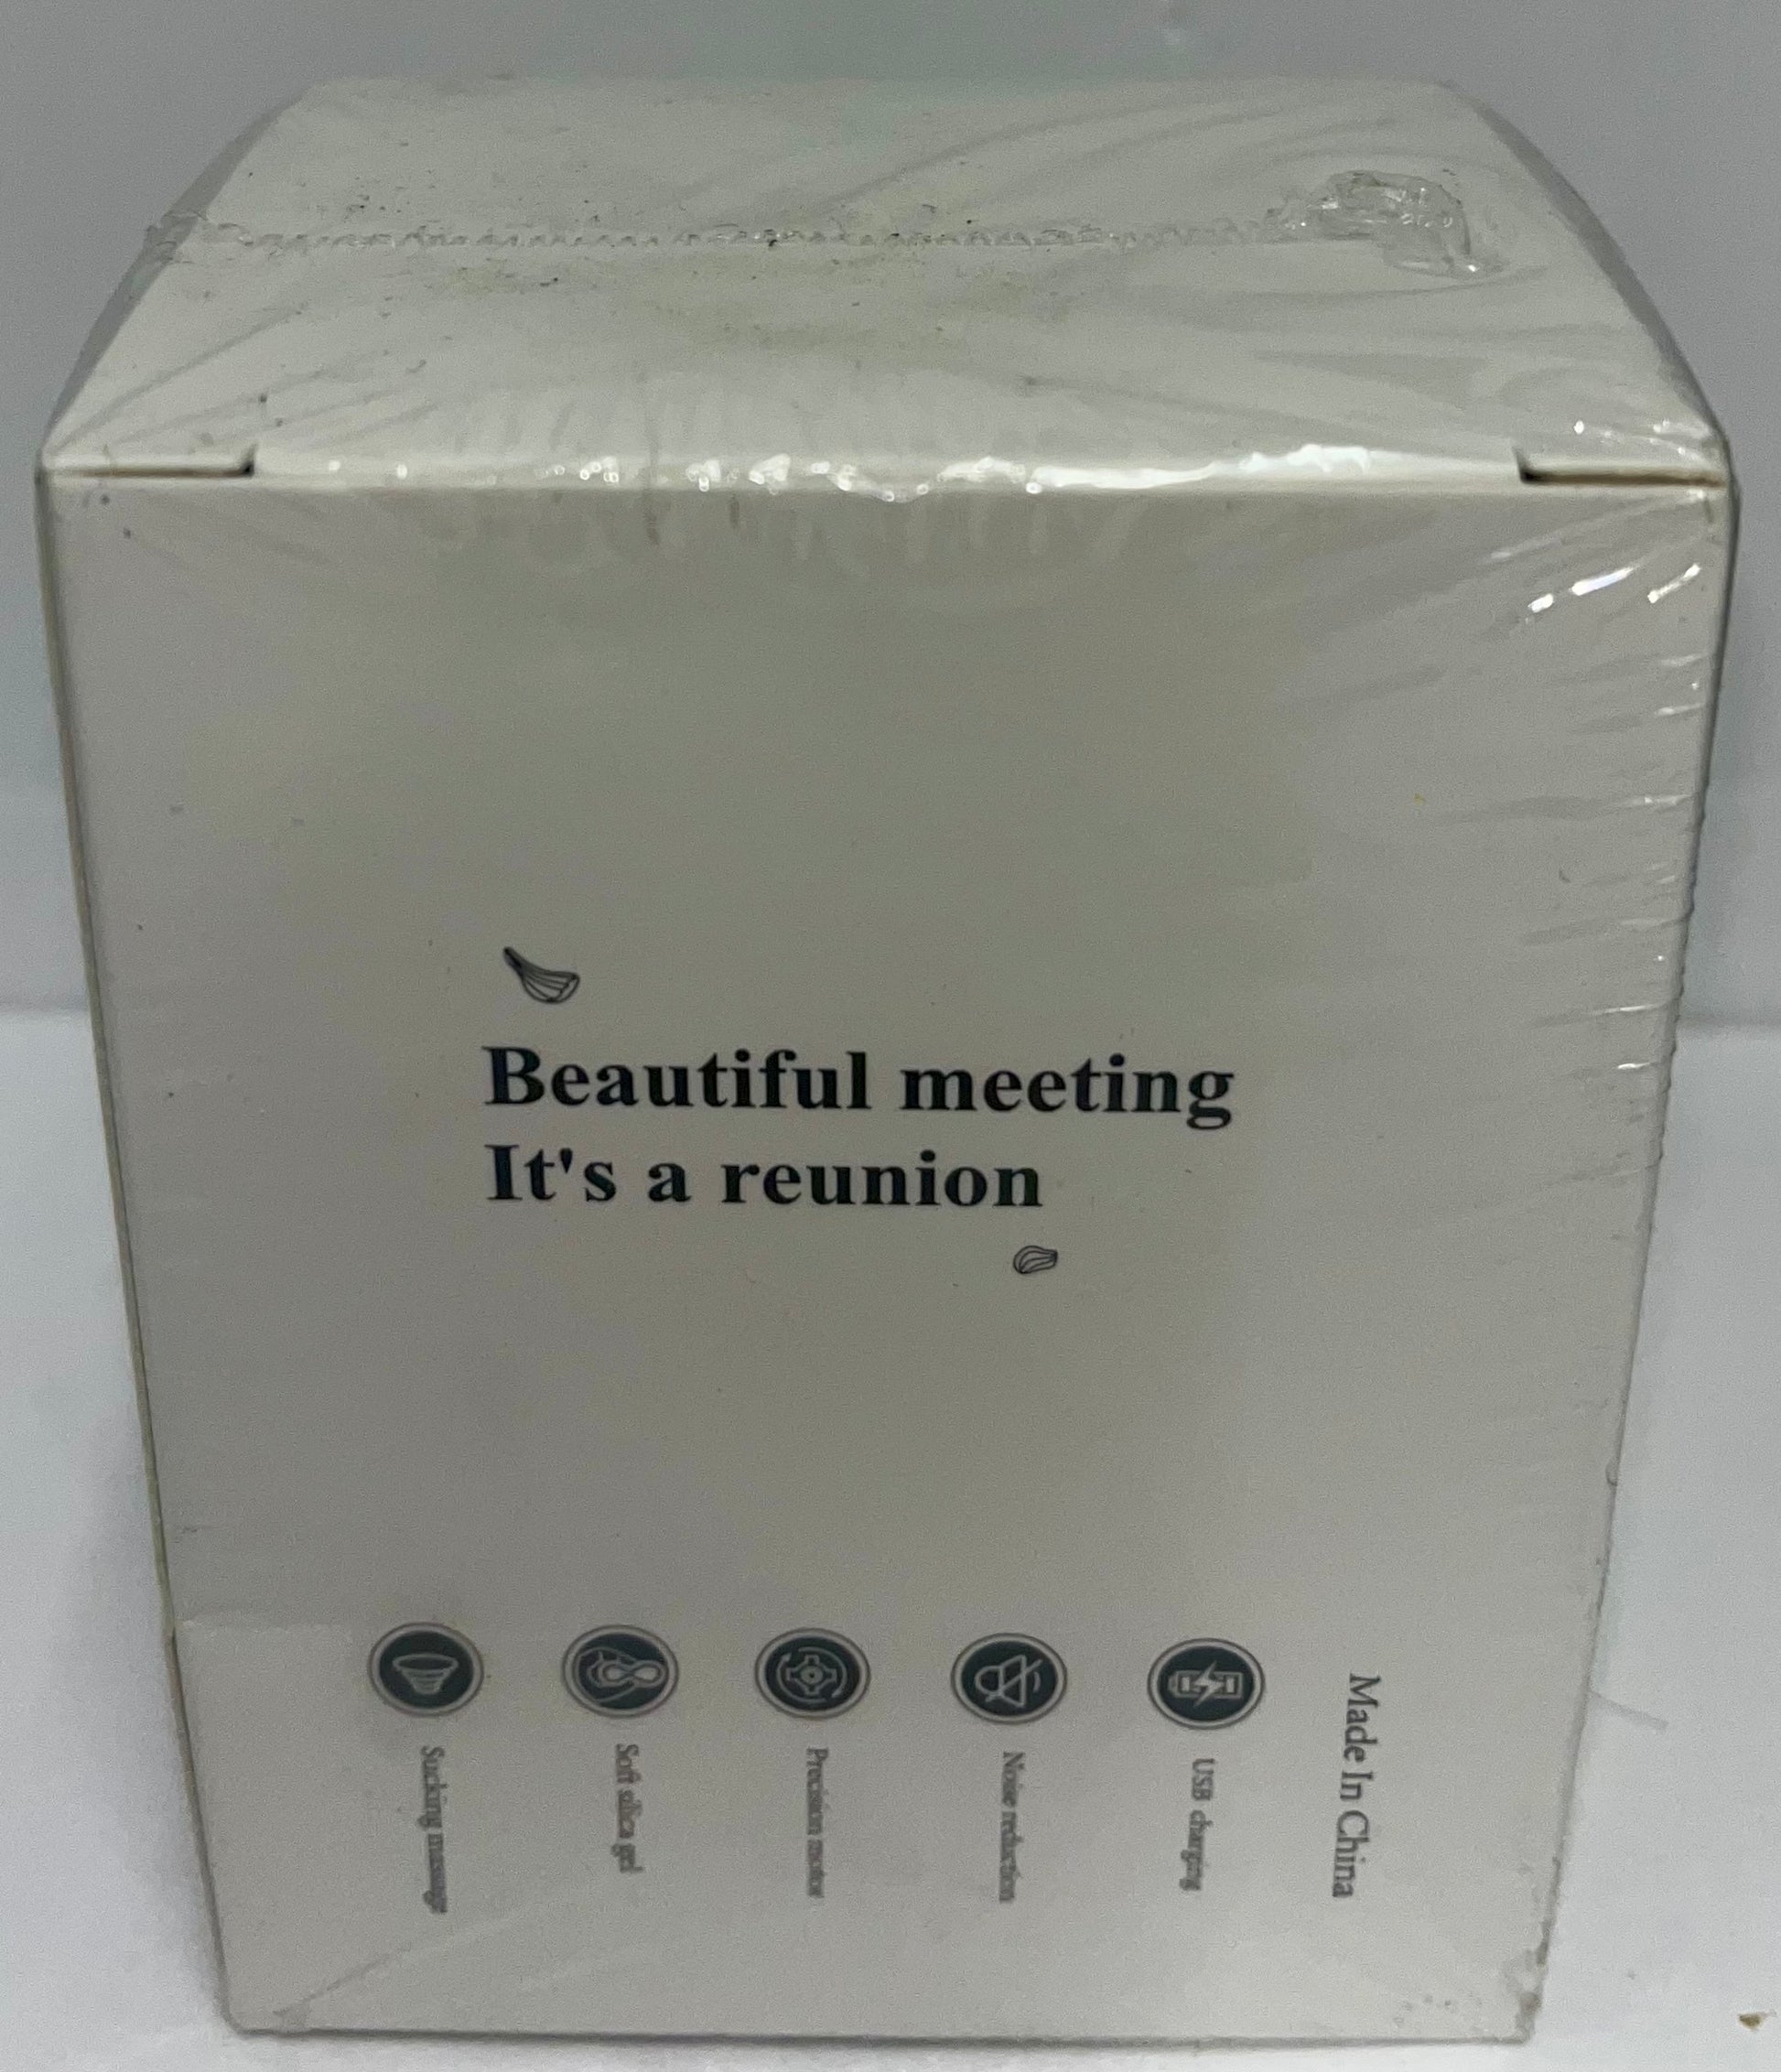 Beautiful meeting
It's a reunion
Sucking massage
Soft silica gel
Precision motor
Noise reduction
USB charging
Made In China